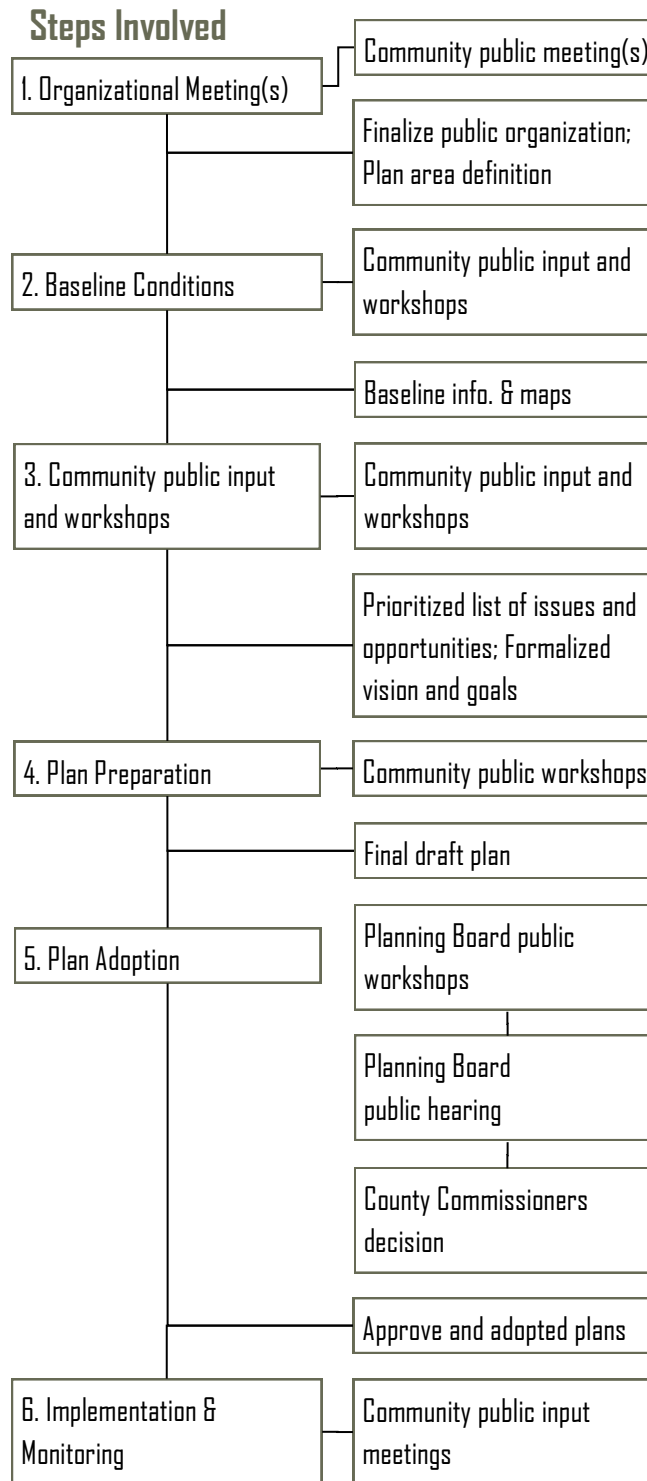 Steps Involved
Community public meeting(s)
1. Organizational Meeting(s)
Finalize public organization;
Plan area definition
2. Baseline Conditions
Community public input and
workshops
Baseline info. & maps
3. Community public input
and workshops
Community public input and
workshops
Prioritized list of issues and
opportunities; Formalized
vision and goals
4. Plan Preparation
Community public workshops
Final draft plan
5. Plan Adoption
Planning Board public
workshops
Planning Board
public hearing
County Commissioners
decision
Approve and adopted plans
6. Implementation &
Monitoring
Community public input
meetings